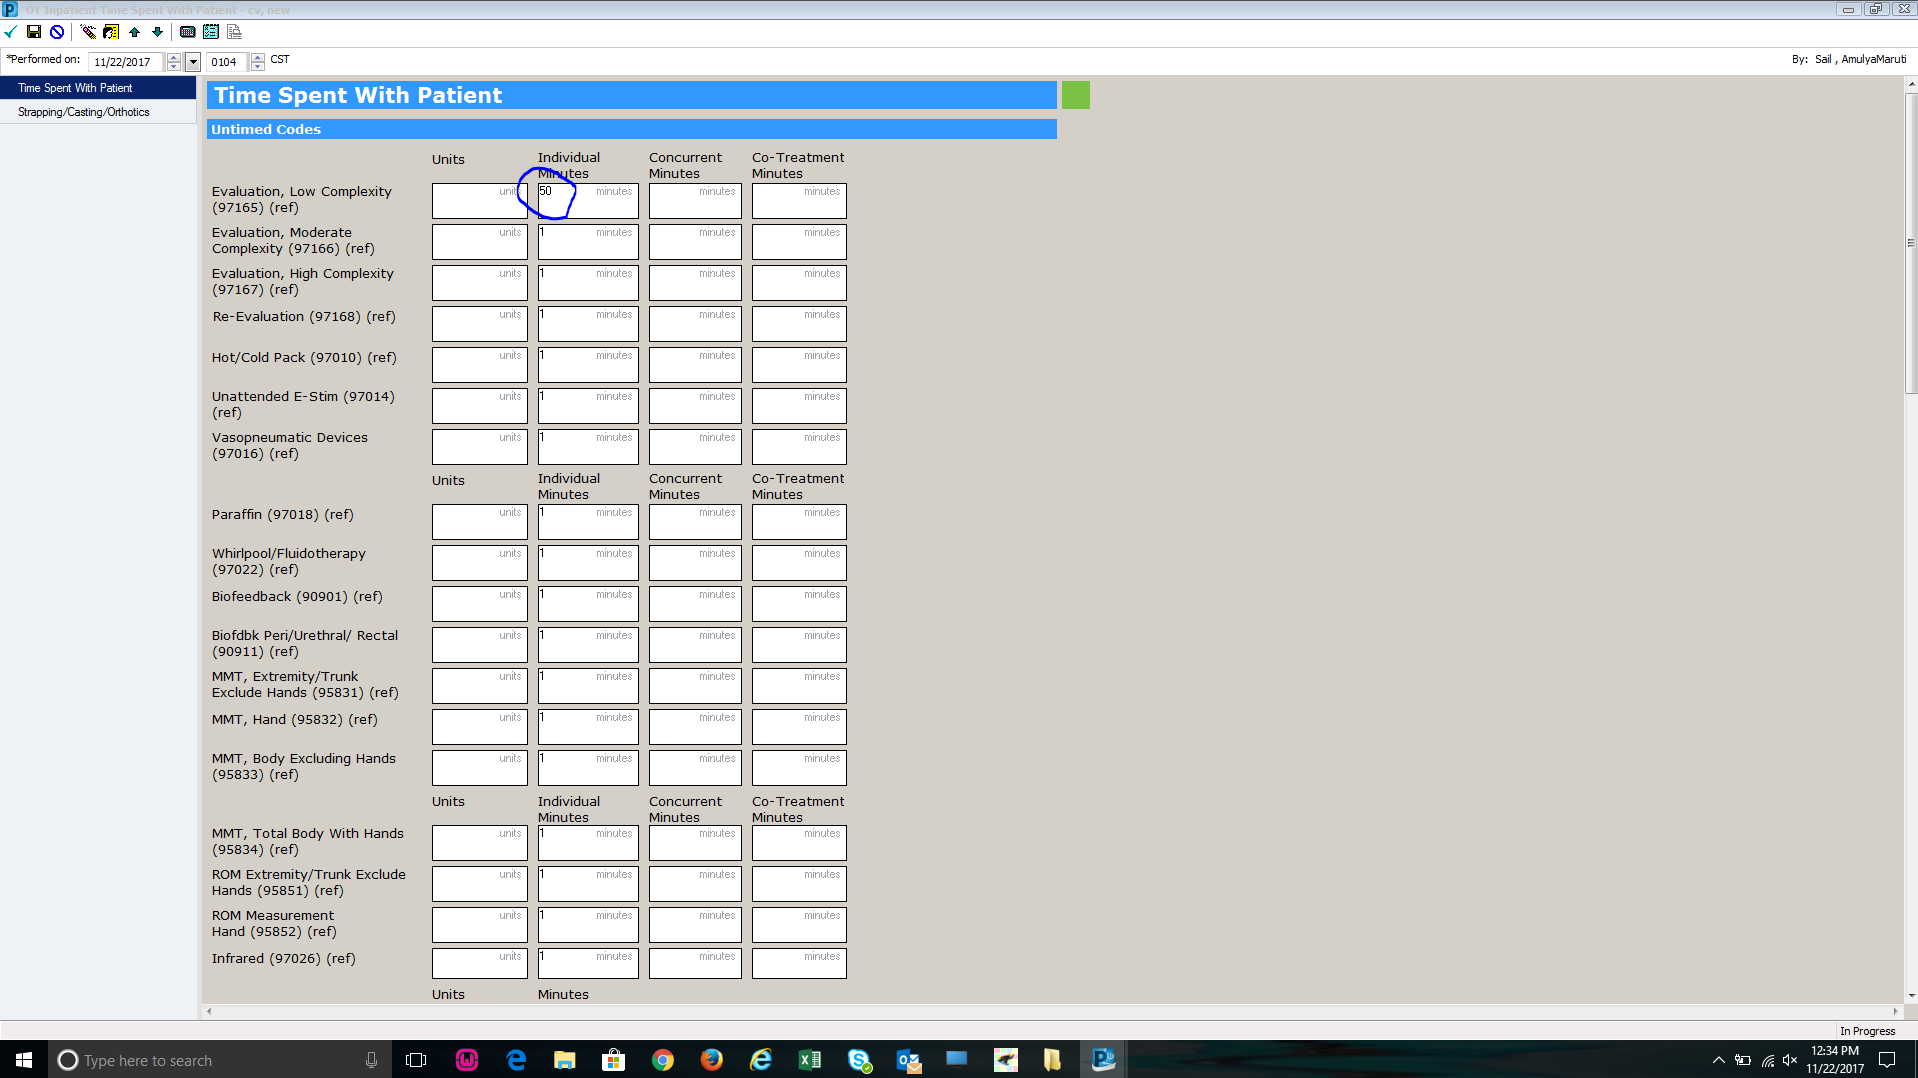 OT Inpatient Time Spent With Patient - cv, new
*Performed on: 11/22/2017 0104 CST By: Sail , AmulyaMaruti
Time Spent With Patient
Strapping/Casting/Orthotics
Time Spent With Patient
Untimed Codes
Units Individual Minutes Concurrent Minutes Co-Treatment Minutes
Evaluation, Low Complexity (97165) (ref) units 50 minutes minutes minutes
Evaluation, Moderate Complexity (97166) (ref) units 1 minutes minutes minutes
Evaluation, High Complexity (97167) (ref) units 1 minutes minutes minutes
Re-Evaluation (97168) (ref) units 1 minutes minutes minutes
Hot/Cold Pack (97010) (ref) units 1 minutes minutes minutes
Unattended E-Stim (97014) (ref) units 1 minutes minutes minutes
Vasopneumatic Devices (97016) (ref) units 1 minutes minutes minutes
Units Individual Minutes Concurrent Minutes Co-Treatment Minutes
Paraffin (97018) (ref) units 1 minutes minutes minutes
Whirlpool/Fluidotherapy (97022) (ref) units 1 minutes minutes minutes
Biofeedback (90901) (ref) units 1 minutes minutes minutes
Biofdbk Peri/Urethral/ Rectal (90911) (ref) units 1 minutes minutes minutes
MMT, Extremity/Trunk Exclude Hands (95831) (ref) units 1 minutes minutes minutes
MMT, Hand (95832) (ref) units 1 minutes minutes minutes
MMT, Body Excluding Hands (95833) (ref) units 1 minutes minutes minutes
Units Individual Minutes Concurrent Minutes Co-Treatment Minutes
MMT, Total Body With Hands (95834) (ref) units 1 minutes minutes minutes
ROM Extremity/Trunk Exclude Hands (95851) (ref) units 1 minutes minutes minutes
ROM Measurement Hand (95852) (ref) units 1 minutes minutes minutes
Infrared (97026) (ref) units 1 minutes minutes minutes
Units Minutes
In Progress
Type here to search
12:34 PM
11/22/2017